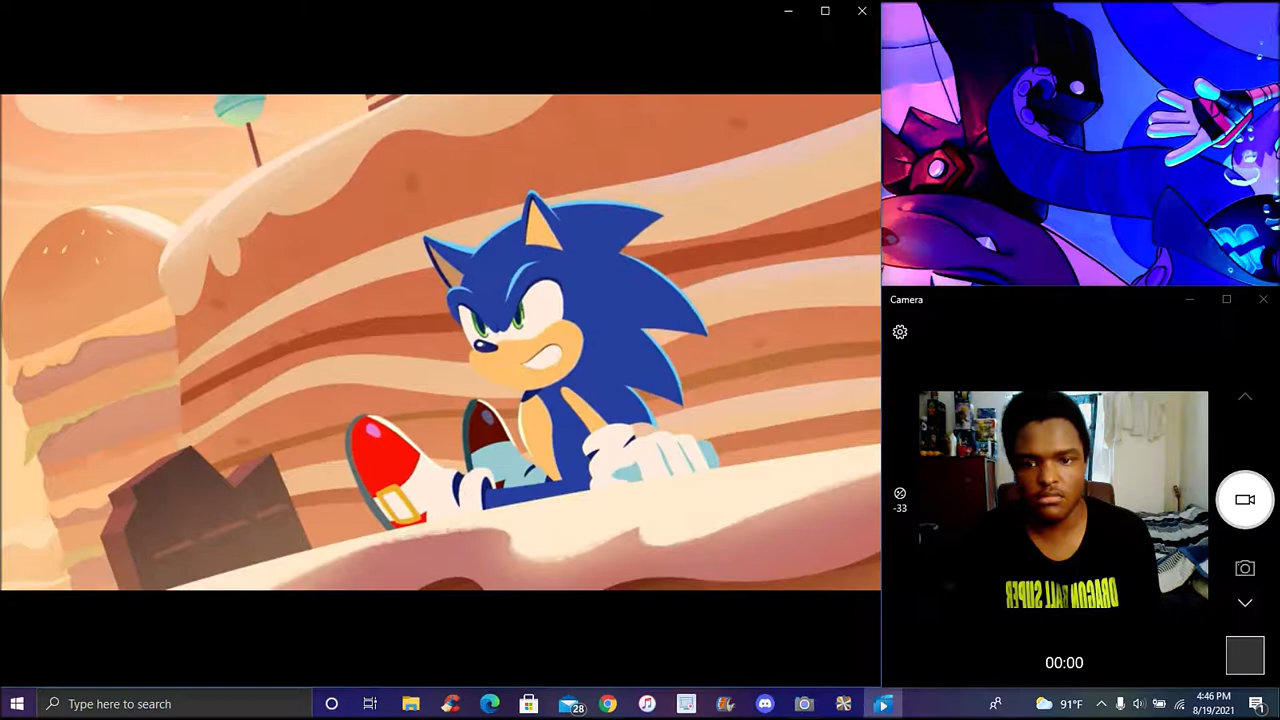 Camera
-33
DRAGON BALL SUPER
00:00
Type here to search
28
91°F
4:46 PM
8/19/2021
1